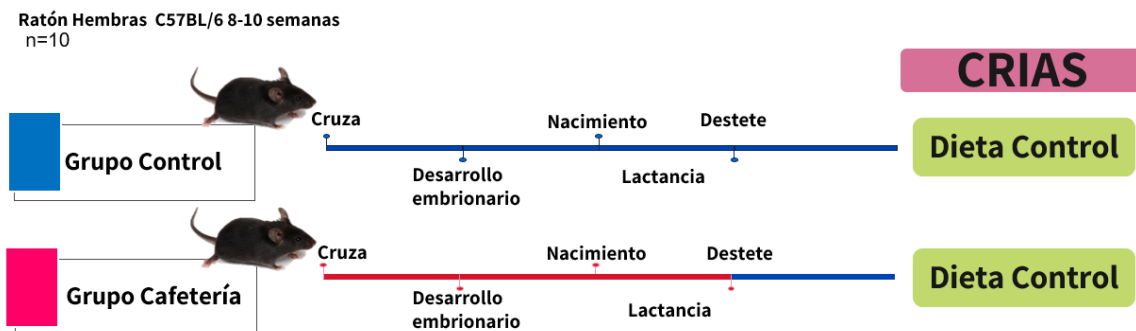 Ratón Hembras C57BL/6 8-10 semanas
n=10
CRIAS
Cruza
Nacimiento
Destete
Grupo Control
Dieta Control
Desarrollo
embrionario
Lactancia
Cruza
Nacimiento
Destete
Grupo Cafetería
Dieta Control
Desarrollo
embrionario
Lactancia